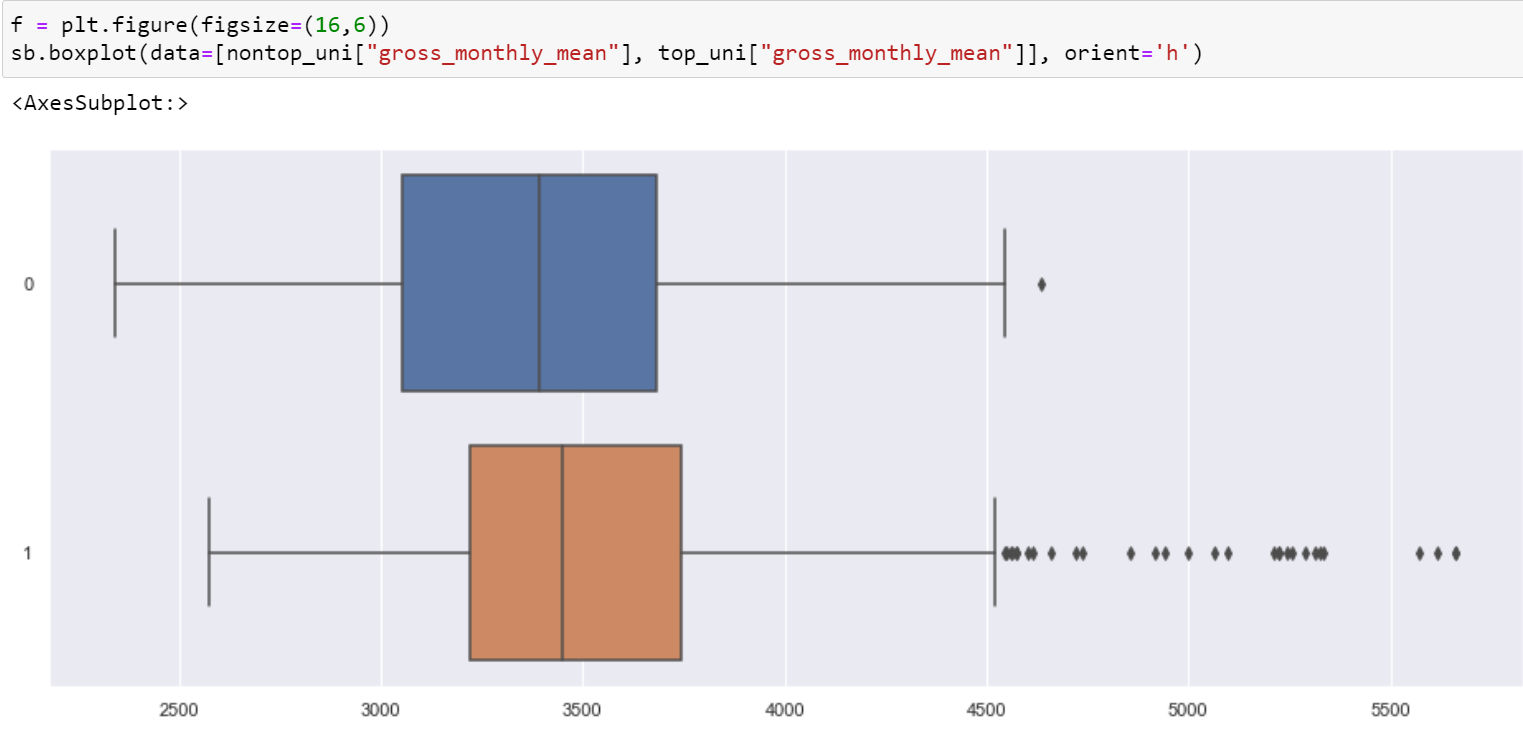 f = plt.figure(figsize=(16,6))
sb.boxplot(data=[nontop_uni["gross_monthly_mean"], top_uni["gross_monthly_mean"]], orient='h')
<AxesSubplot:>
0
1
2500 3000 3500 4000 4500 5000 5500